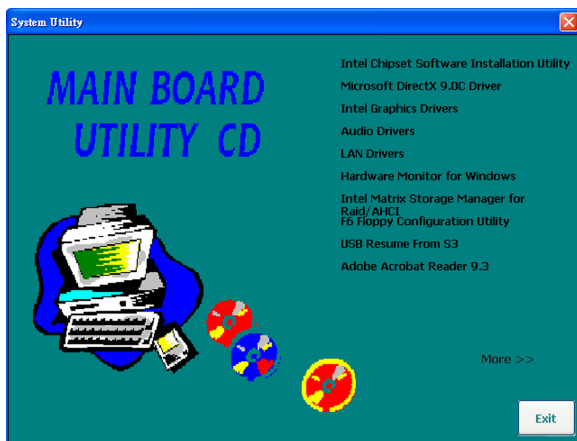 System Utility
MAIN BOARD
UTILITY CD
Intel Chipset Software Installation Utility
Microsoft DirectX 9.0C Driver
Intel Graphics Drivers
Audio Drivers
LAN Drivers
Hardware Monitor for Windows
Intel Matrix Storage Manager for
Raid/AHCI
F6 Floppy Configuration Utility
USB Resume From S3
Adobe Acrobat Reader 9.3
More >>
Exit